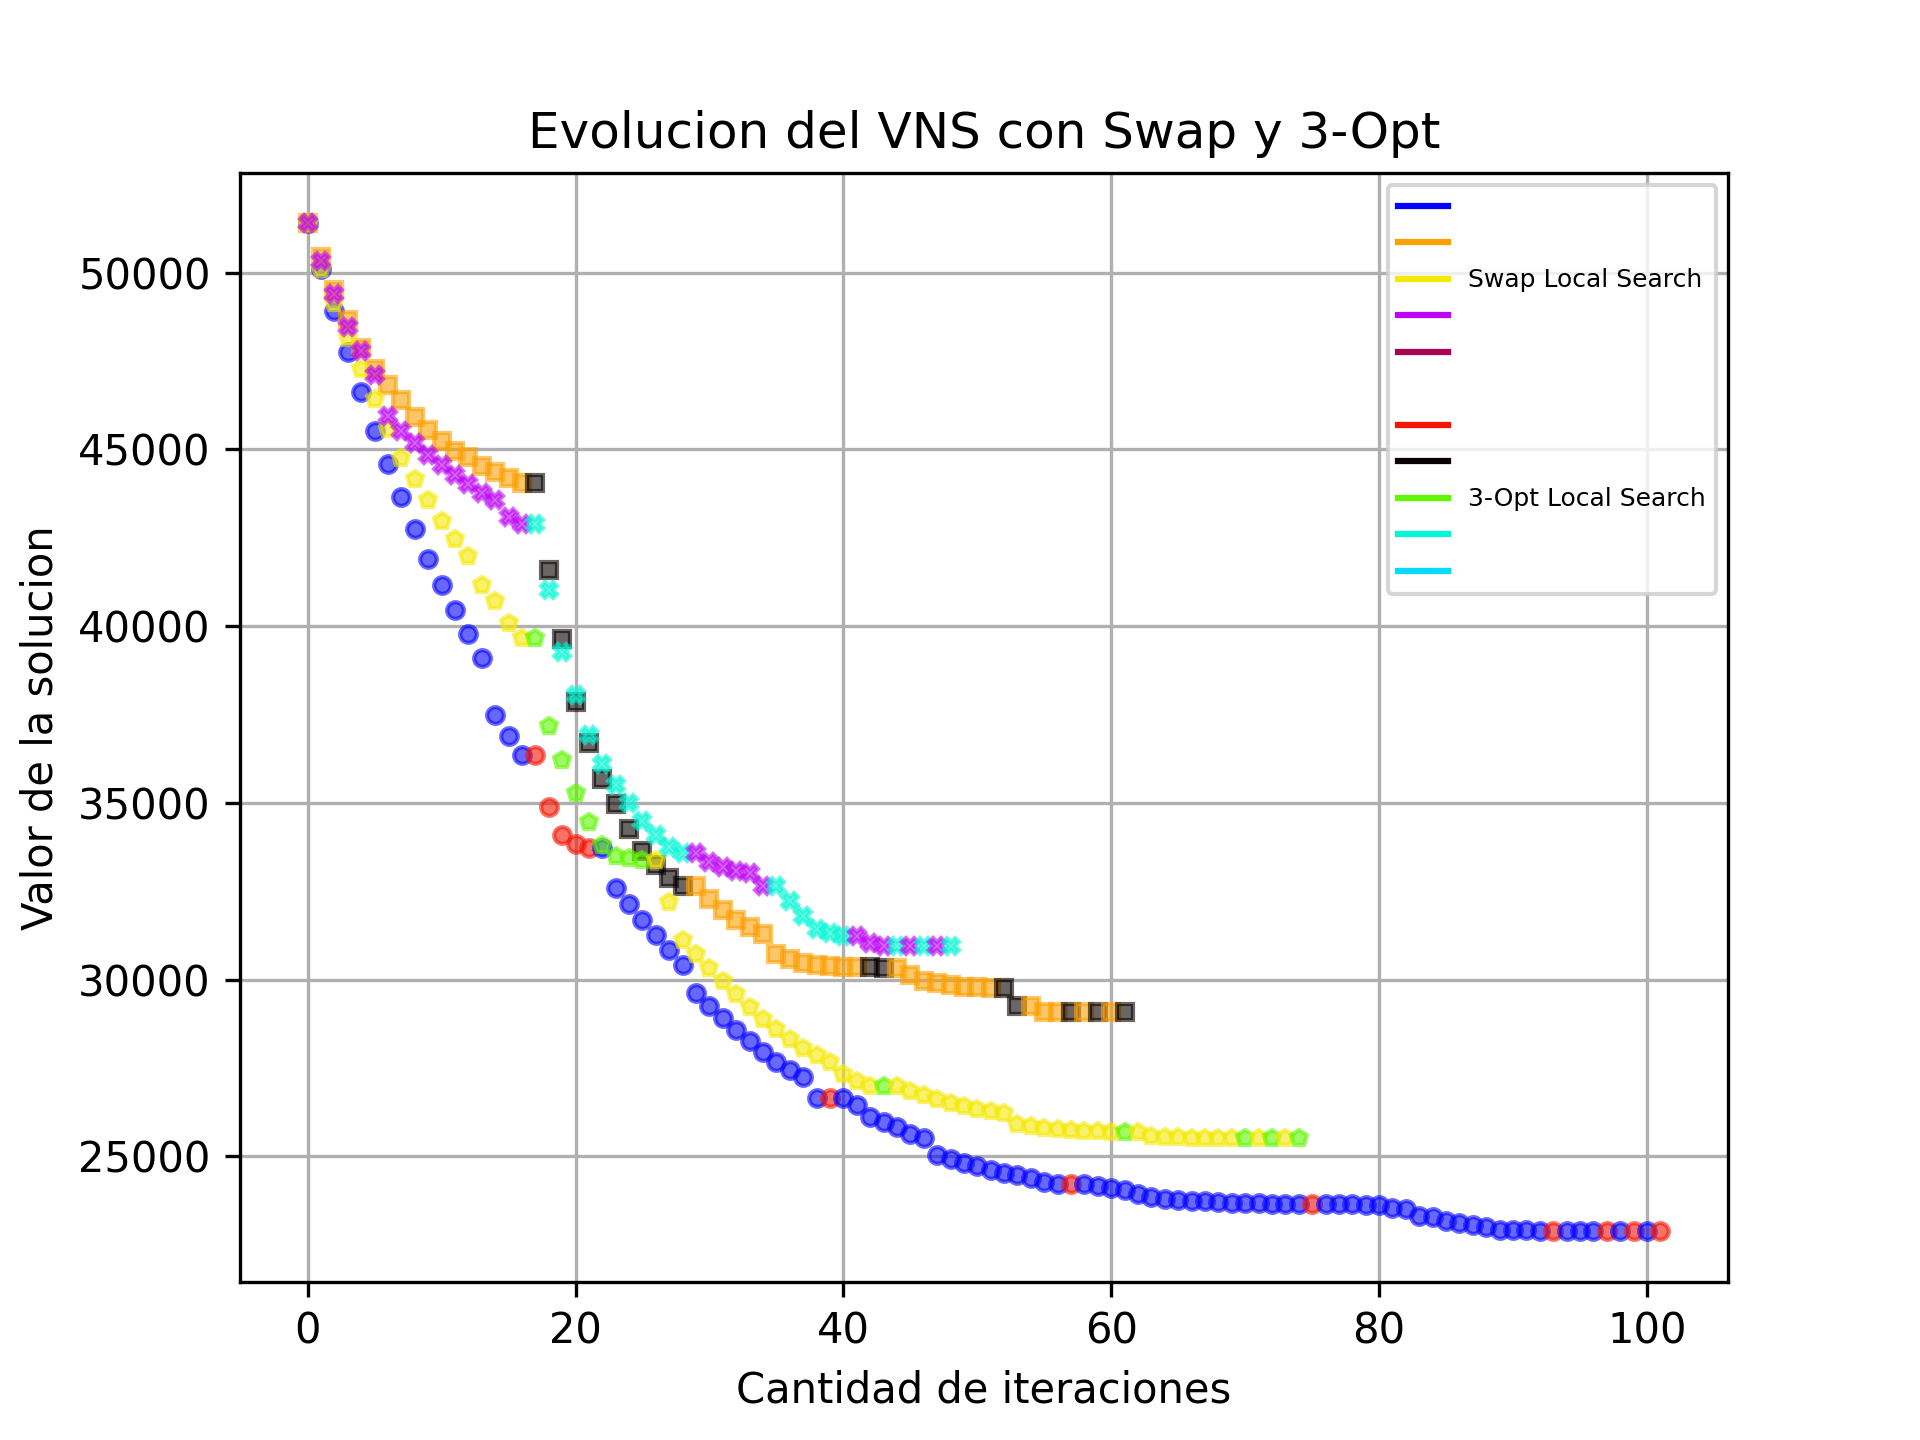 Evolucion del VNS con Swap y 3-Opt
Swap Local Search
3-Opt Local Search
Valor de la solucion
50000
45000
40000
35000
30000
25000
0 20 40 60 80 100
Cantidad de iteraciones